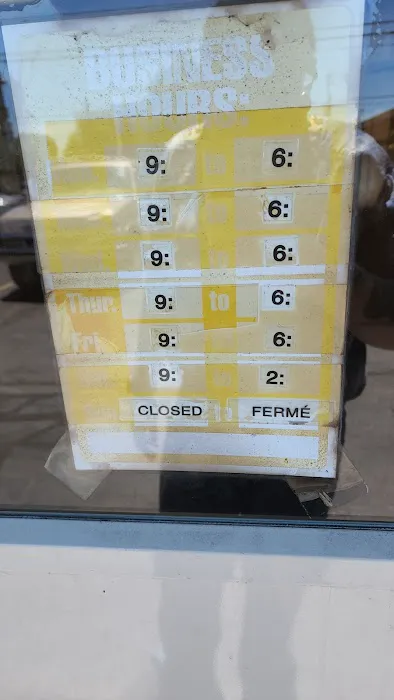 BUSINESS
HOURS:
9: 6:
9: 6:
9: 6:
Thur. 9: to 6:
Fri. 9: 6:
9: 2:
CLOSED FERMÉ